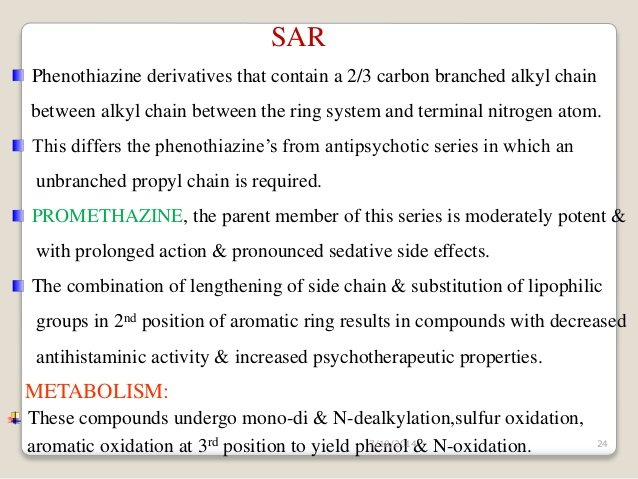 SAR
Phenothiazine derivatives that contain a 2/3 carbon branched alkyl chain
between alkyl chain between the ring system and terminal nitrogen atom.
This differs the phenothiazine’s from antipsychotic series in which an
unbranched propyl chain is required.
PROMETHAZINE, the parent member of this series is moderately potent &
with prolonged action & pronounced sedative side effects.
The combination of lengthening of side chain & substitution of lipophilic
groups in 2nd position of aromatic ring results in compounds with decreased
antihistaminic activity & increased psychotherapeutic properties.
METABOLISM:
These compounds undergo mono-di & N-dealkylation,sulfur oxidation,
aromatic oxidation at 3rd position to yield phenol & N-oxidation.
24